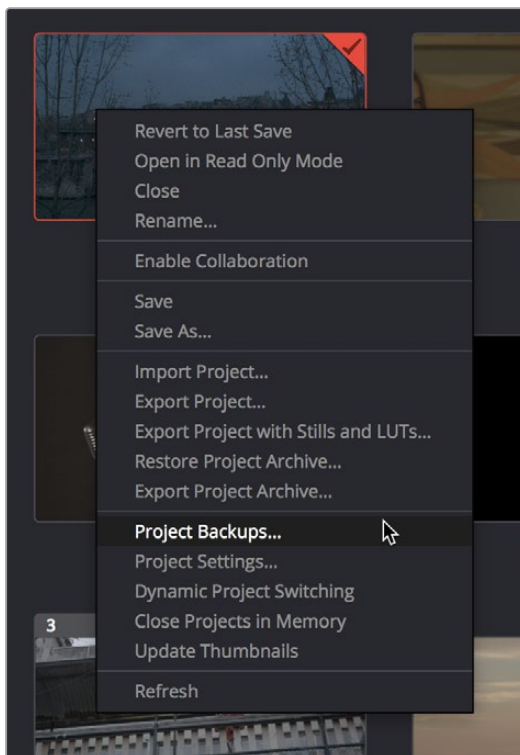 Revert to Last Save
Open in Read Only Mode
Close
Rename...
Enable Collaboration
Save
Save As...
Import Project...
Export Project...
Export Project with Stills and LUTs...
Restore Project Archive...
Export Project Archive...
Project Backups...
Project Settings...
Dynamic Project Switching
Close Projects in Memory
3
Update Thumbnails
Refresh